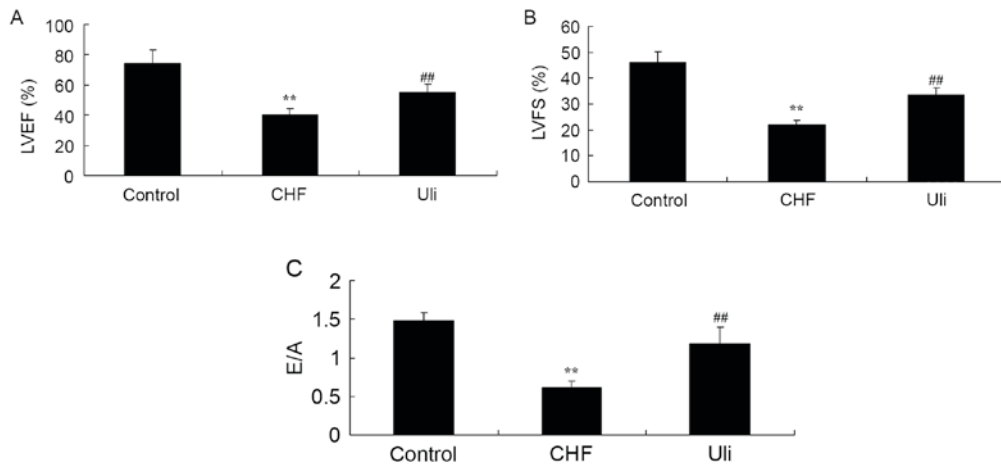 A
LVEF (%)
100
80
60
40
20
0
**
##
Control CHF Uli
B
LVFS (%)
60
50
40
30
20
10
0
**
##
Control CHF Uli
C
E/A
2
1.5
1
0.5
0
**
##
Control CHF Uli